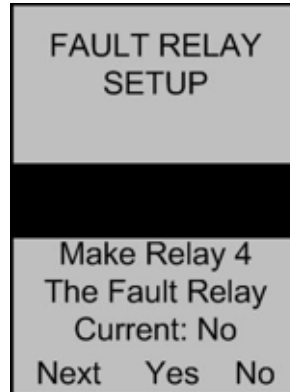 FAULT RELAY
SETUP
Make Relay 4
The Fault Relay
Current: No
Next Yes No